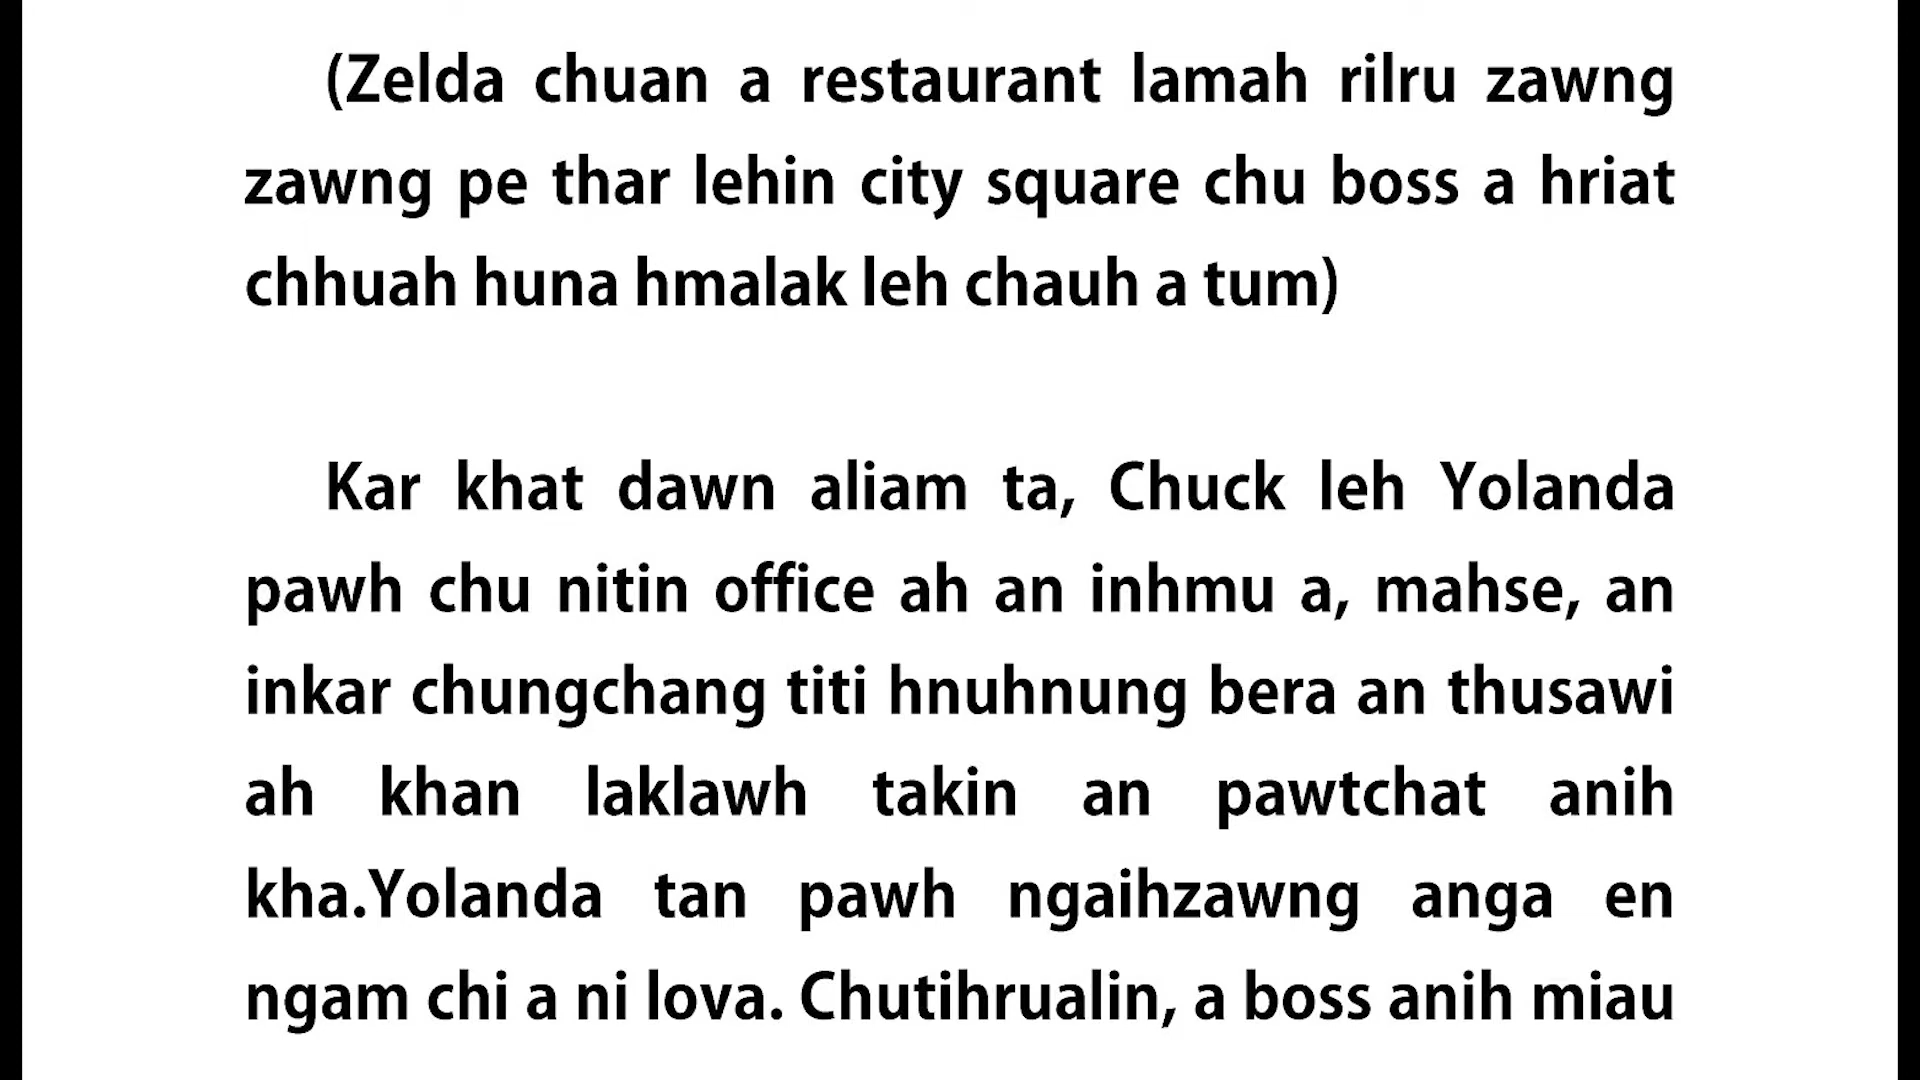 (Zelda chuan a restaurant lamah rilru zawng
zawng pe thar lehin city square chu boss a hriat
chhuah huna hmalak leh chauh a tum)
Kar khat dawn aliam ta, Chuck leh Yolanda
pawh chu nitin office ah an inhmu a, mahse, an
inkar chungchang titi hnuhnung bera an thusawi
ah khan laklawh takin an pawtchat anih
kha.Yolanda tan pawh ngaihzawng anga en
ngam chi a ni lova. Chutihrualin, a boss anih miau